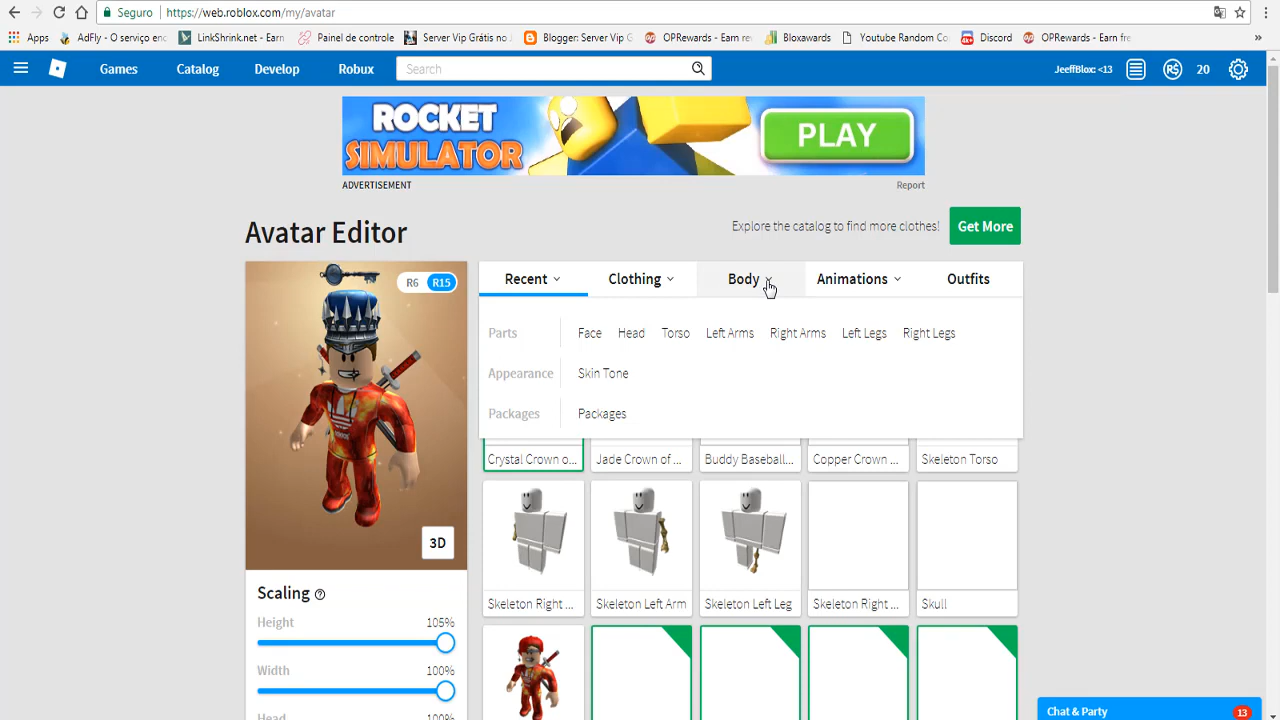 Seguro https://web.roblox.com/my/avatar
Apps AdFly - O serviço enc LinkShrink.net - Earn Painel de controle Server Vip Grátis no J Blogger: Server Vip G OPRewards - Earn rew Bloxawards Youtube Random Co Discord OPRewards - Earn fre »
Games Catalog Develop Robux Search JeeffBlox: <13 R$ 20
ROCKET SIMULATOR PLAY
ADVERTISEMENT Report
Avatar Editor Explore the catalog to find more clothes! Get More
Recent Clothing Body Animations Outfits
R6 R15
Parts Face Head Torso Left Arms Right Arms Left Legs Right Legs
Appearance Skin Tone
Packages Packages
Crystal Crown o... Jade Crown of ... Buddy Baseball... Copper Crown ... Skeleton Torso
3D
Skeleton Right ... Skeleton Left Arm Skeleton Left Leg Skeleton Right ... Skull
Scaling
Height 105%
Width 100%
Head 100%
Chat & Party 13